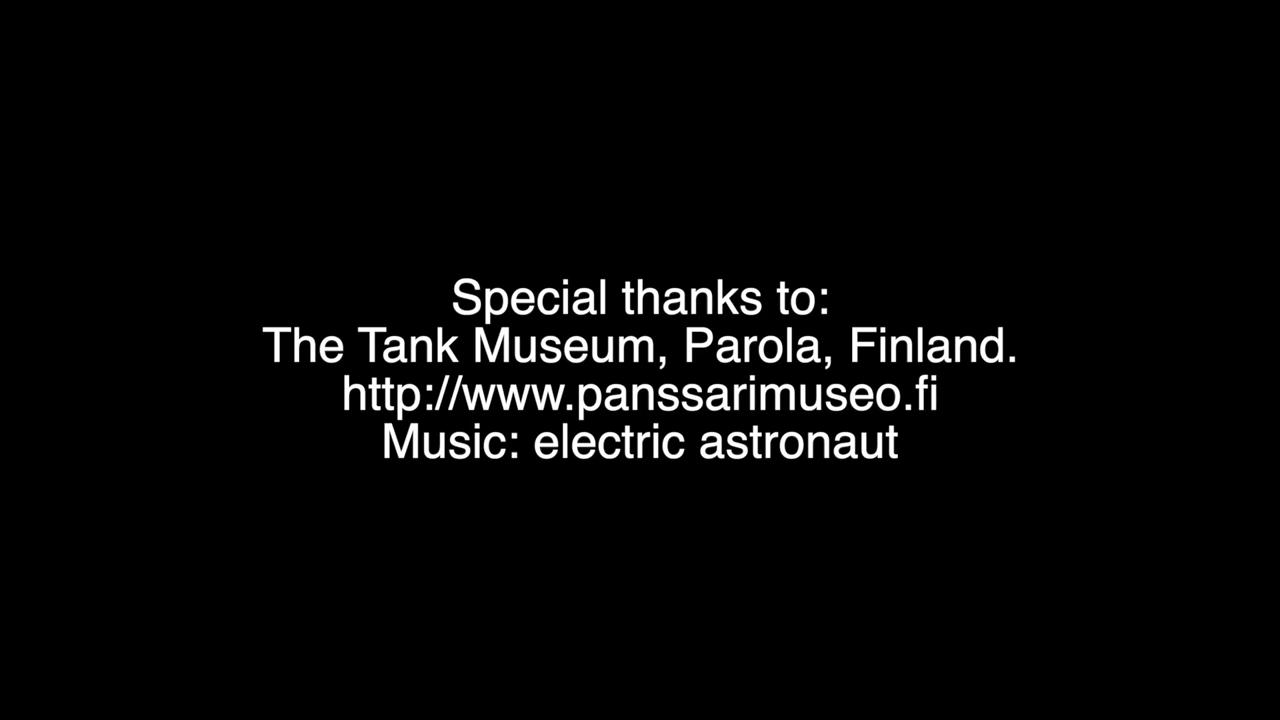 Special thanks to:
The Tank Museum, Parola, Finland.
http://www.panssarimuseo.fi
Music: electric astronaut